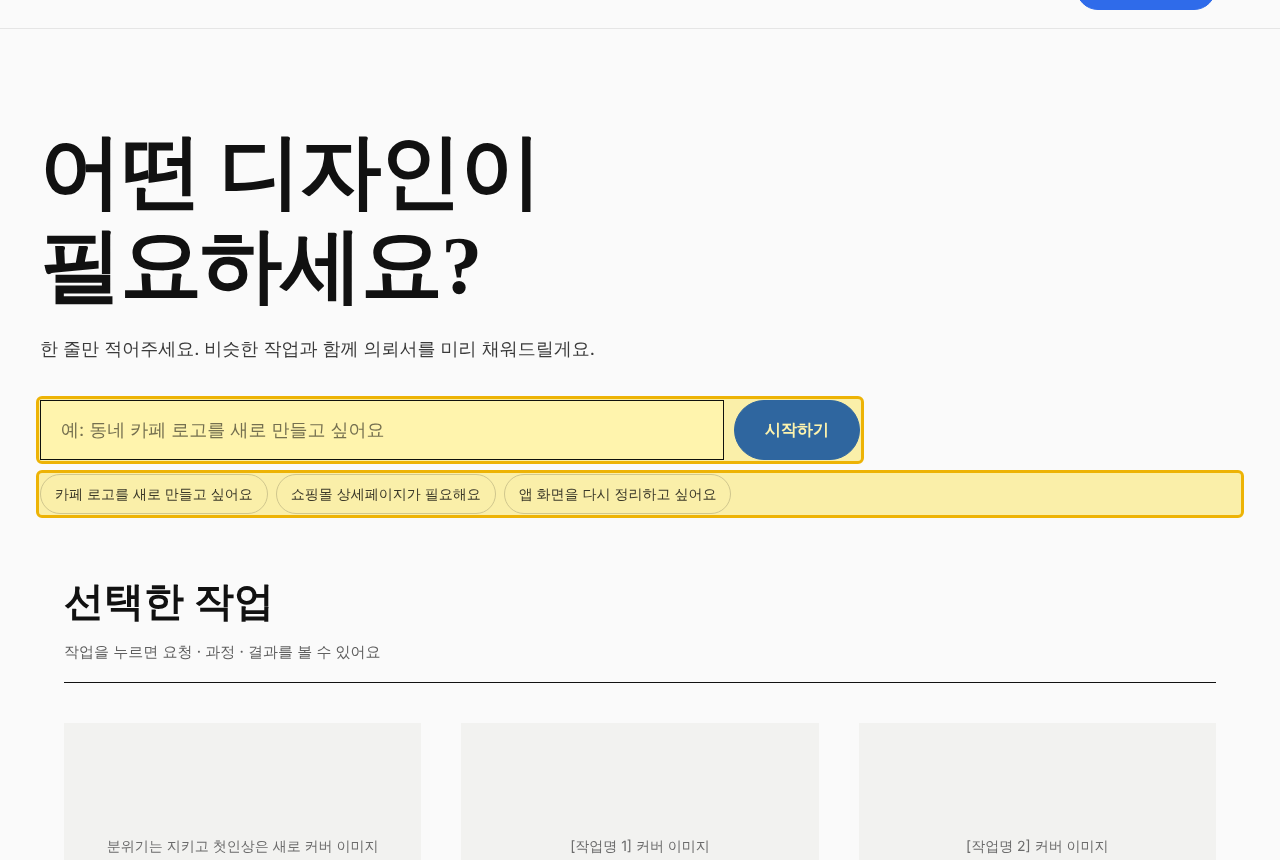 어떤 디자인이
필요하세요?
한 줄만 적어주세요. 비슷한 작업과 함께 의뢰서를 미리 채워드릴게요.
예: 동네 카페 로고를 새로 만들고 싶어요
시작하기
카페 로고를 새로 만들고 싶어요
쇼핑몰 상세페이지가 필요해요
앱 화면을 다시 정리하고 싶어요
선택한 작업
작업을 누르면 요청 · 과정 · 결과를 볼 수 있어요
분위기는 지키고 첫인상은 새로 커버 이미지
[작업명 1] 커버 이미지
[작업명 2] 커버 이미지